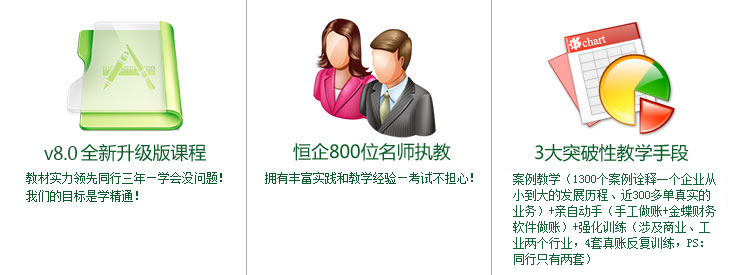 chart
v8.0 全新升级版课程
教材实力领先同行三年—学会没问题！
我们的目标是学精通！
恒企800位名师执教
拥有丰富实践和教学经验—考试不担心！
3大突破性教学手段
案例教学（1300个案例诠释一个企业从
小到大的发展历程、近300多单真实的
业务）+亲自动手（手工做账+金蝶财务
软件做账）+强化训练（涉及商业、工
业两个行业，4套真账反复训练，PS：
同行只有两套）